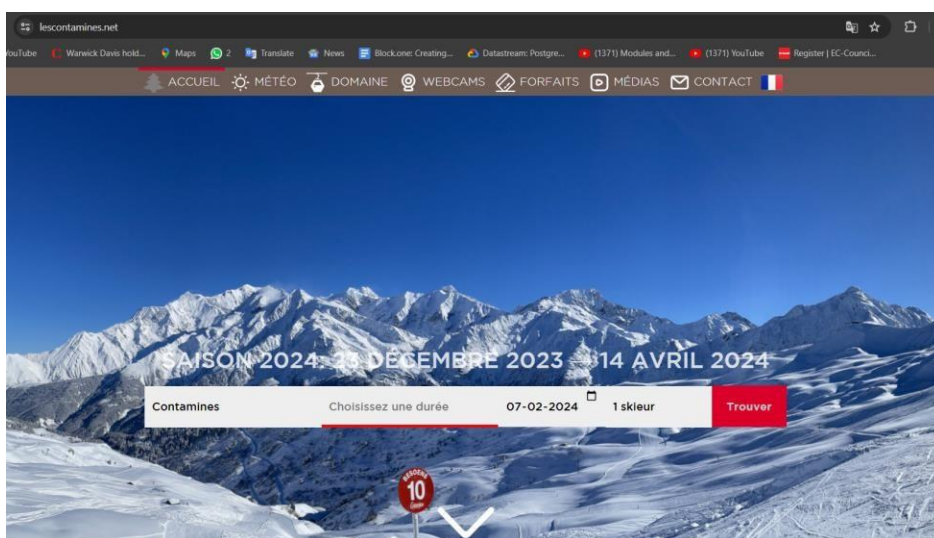 lescontamines.net
YouTube Warwick Davis hold... Maps 2 Translate News Block.one: Creating... Datastream: Postgre... (1371) Modules and... (1371) YouTube Register | EC-Counci...
ACCUEIL MÉTÉO DOMAINE WEBCAMS FORFAITS MÉDIAS CONTACT
SAISON 2024: 23 DÉCEMBRE 2023 - 14 AVRIL 2024
Contamines Choisissez une durée 07-02-2024 1 skieur Trouver
10